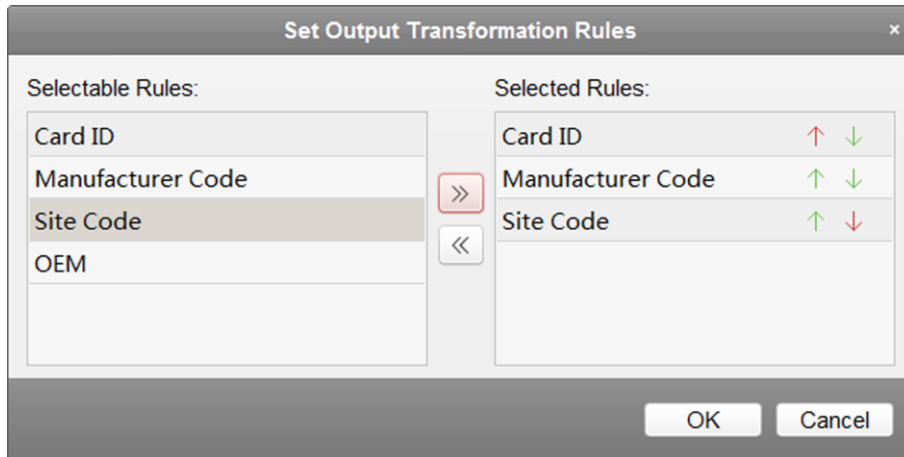 Set Output Transformation Rules ×
Selectable Rules:
Card ID
Manufacturer Code
Site Code
OEM
Selected Rules:
Card ID ↑ ↓
Manufacturer Code ↑ ↓
Site Code ↑ ↓
»
«
OK
Cancel